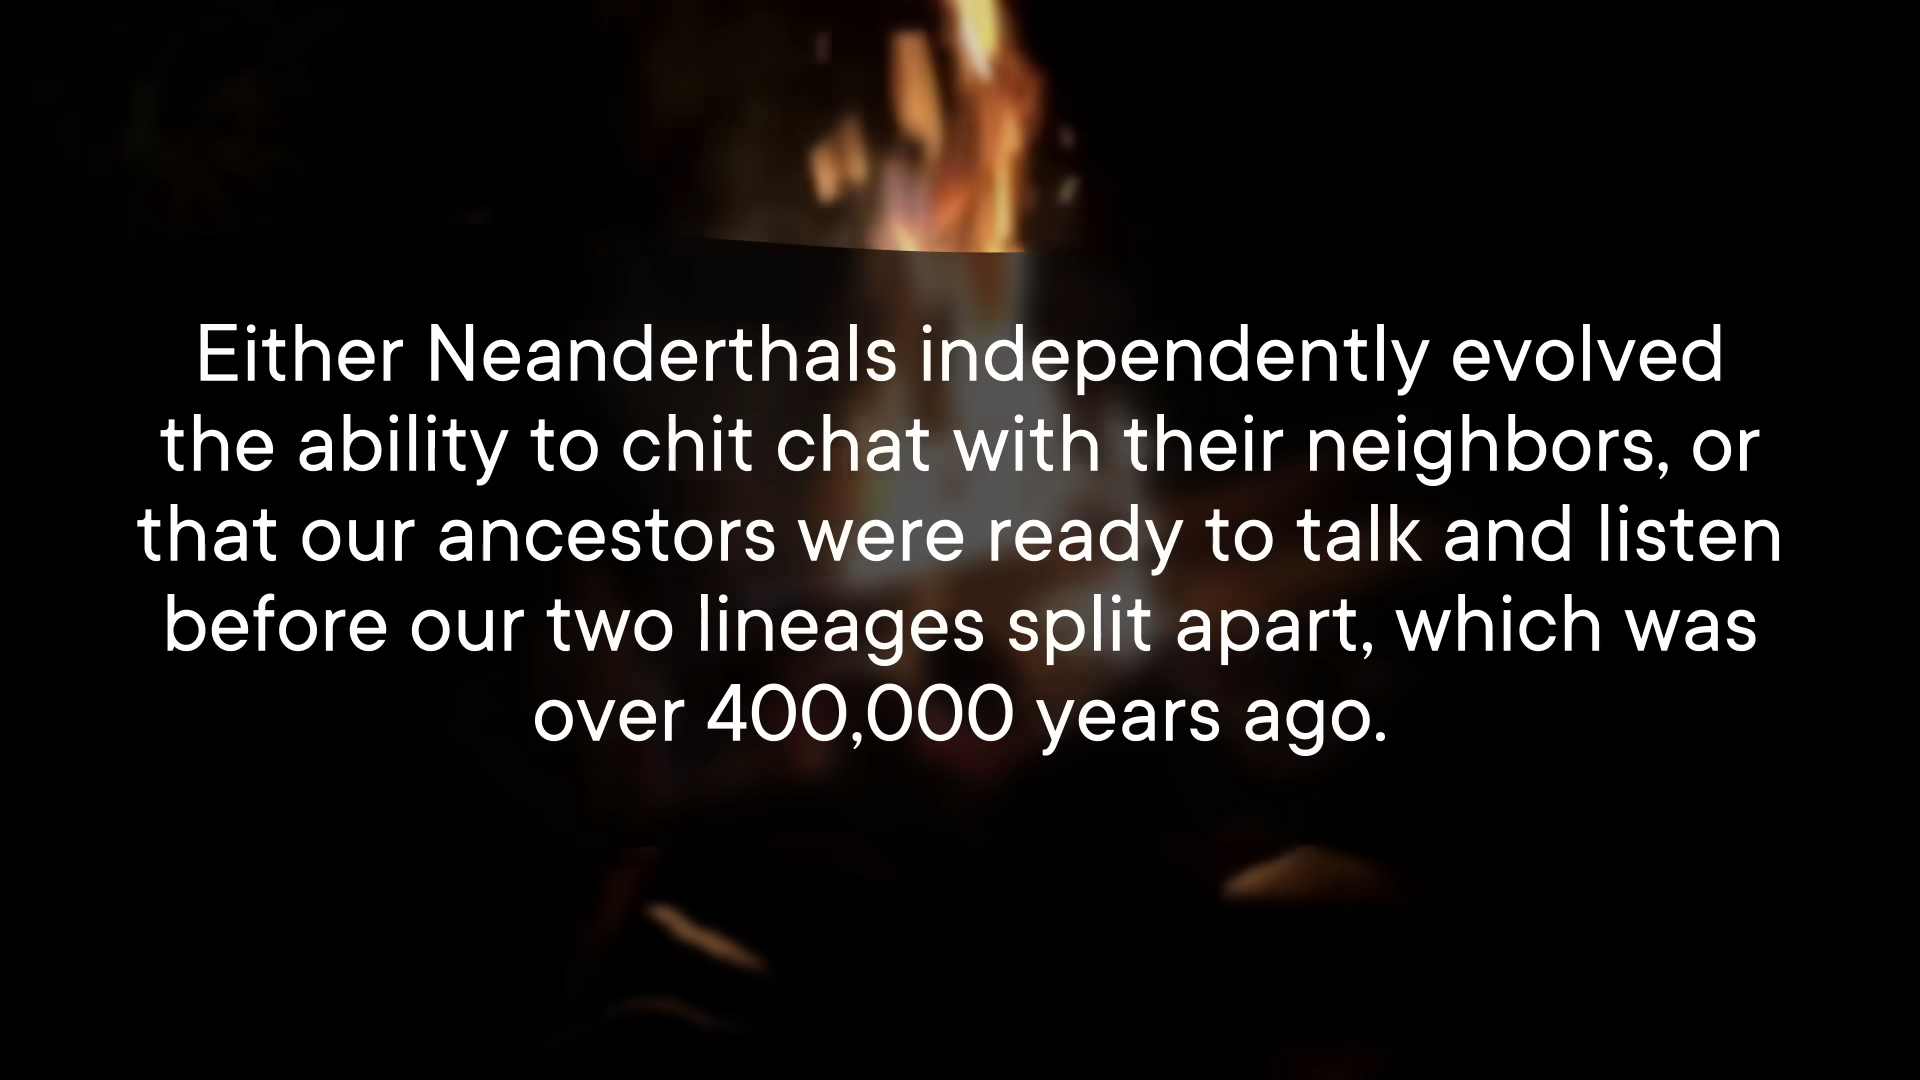 Either Neanderthals independently evolved
the ability to chit chat with their neighbors, or
that our ancestors were ready to talk and listen
before our two lineages split apart, which was
over 400,000 years ago.